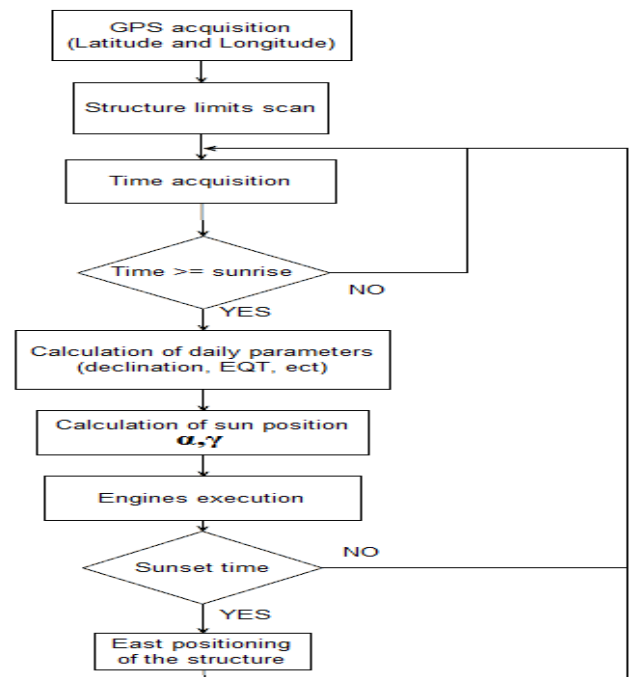 GPS acquisition
(Latitude and Longitude)
Structure limits scan
Time acquisition
Time >= sunrise
NO
YES
Calculation of daily parameters
(declination, EQT, ect)
Calculation of sun position
α,γ
Engines execution
NO
Sunset time
YES
East positioning
of the structure